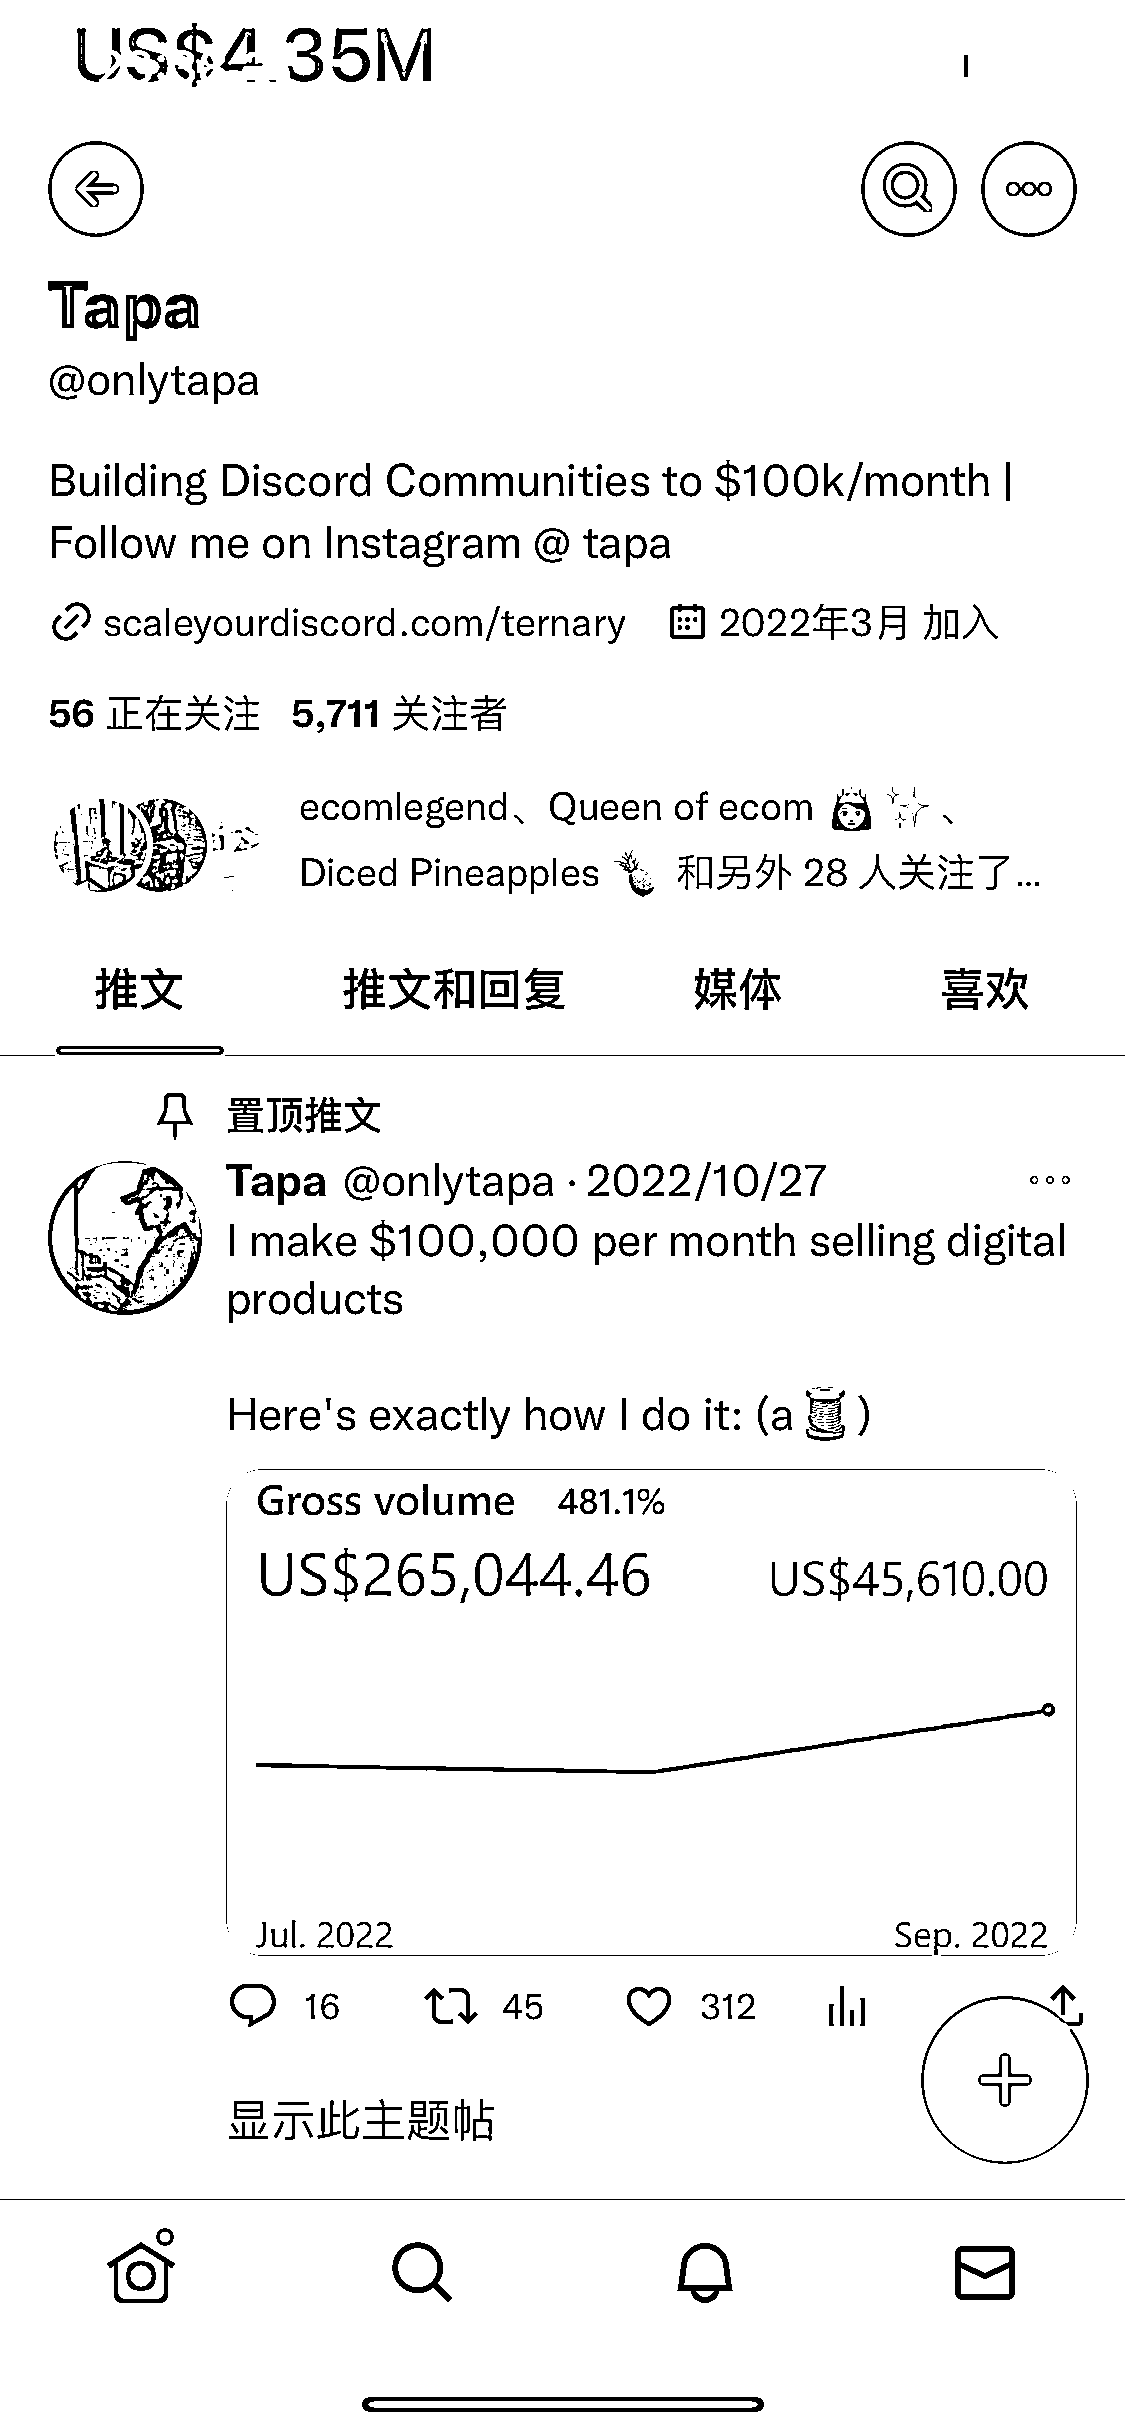 US$4.35M
Tapa
@onlytapa
Building Discord Communities to $100k/month |
Follow me on Instagram @ tapa
scaleyourdiscord.com/ternary 2022年3月 加入
56 正在关注 5,711 关注者
ecomlegend、Queen of ecom 👸✨、
Diced Pineapples 🍍 和另外 28 人关注了...
推文 推文和回复 媒体 喜欢
置顶推文
Tapa @onlytapa · 2022/10/27
I make $100,000 per month selling digital
products
Here's exactly how I do it: (a 🧵)
Gross volume 481.1%
US$265,044.46 US$45,610.00
Jul. 2022 Sep. 2022
16 45 312
显示此主题帖